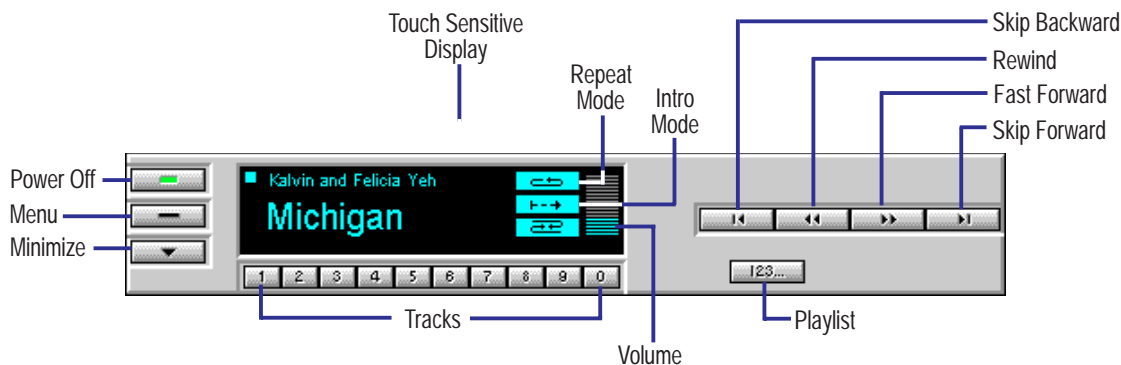 Touch Sensitive
Display
Skip Backward
Rewind
Fast Forward
Skip Forward
Repeat
Mode
Intro
Mode
Power Off
Menu
Minimize
Kalvin and Felicia Yeh
Michigan
1 2 3 4 5 6 7 8 9 0
123...
Tracks
Playlist
Volume